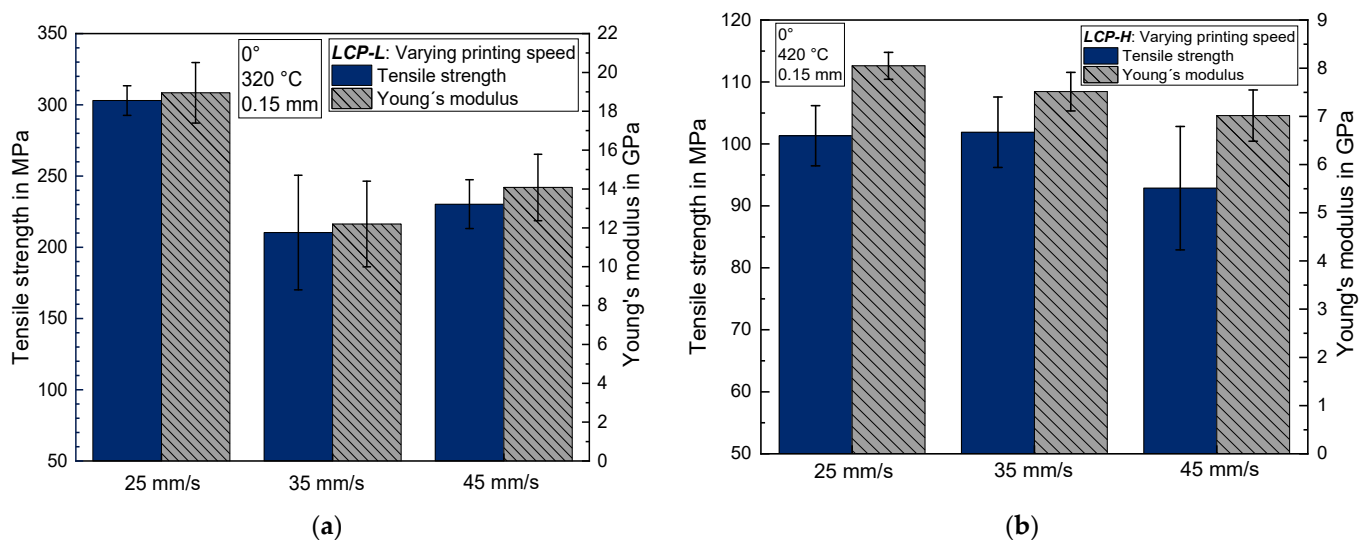 350
300
250
200
150
100
50
Tensile strength in MPa
0°
320 °C
0.15 mm
LCP-L: Varying printing speed
Tensile strength
Young´s modulus
22
20
18
16
14
12
10
8
6
4
2
0
Young's modulus in GPa
25 mm/s
35 mm/s
45 mm/s
(a)
120
110
100
90
80
70
60
50
Tensile strength in MPa
0°
420 °C
0.15 mm
LCP-H: Varying printing speed
Tensile strength
Young´s modulus
9
8
7
6
5
4
3
2
1
0
Young's modulus in GPa
25 mm/s
35 mm/s
45 mm/s
(b)